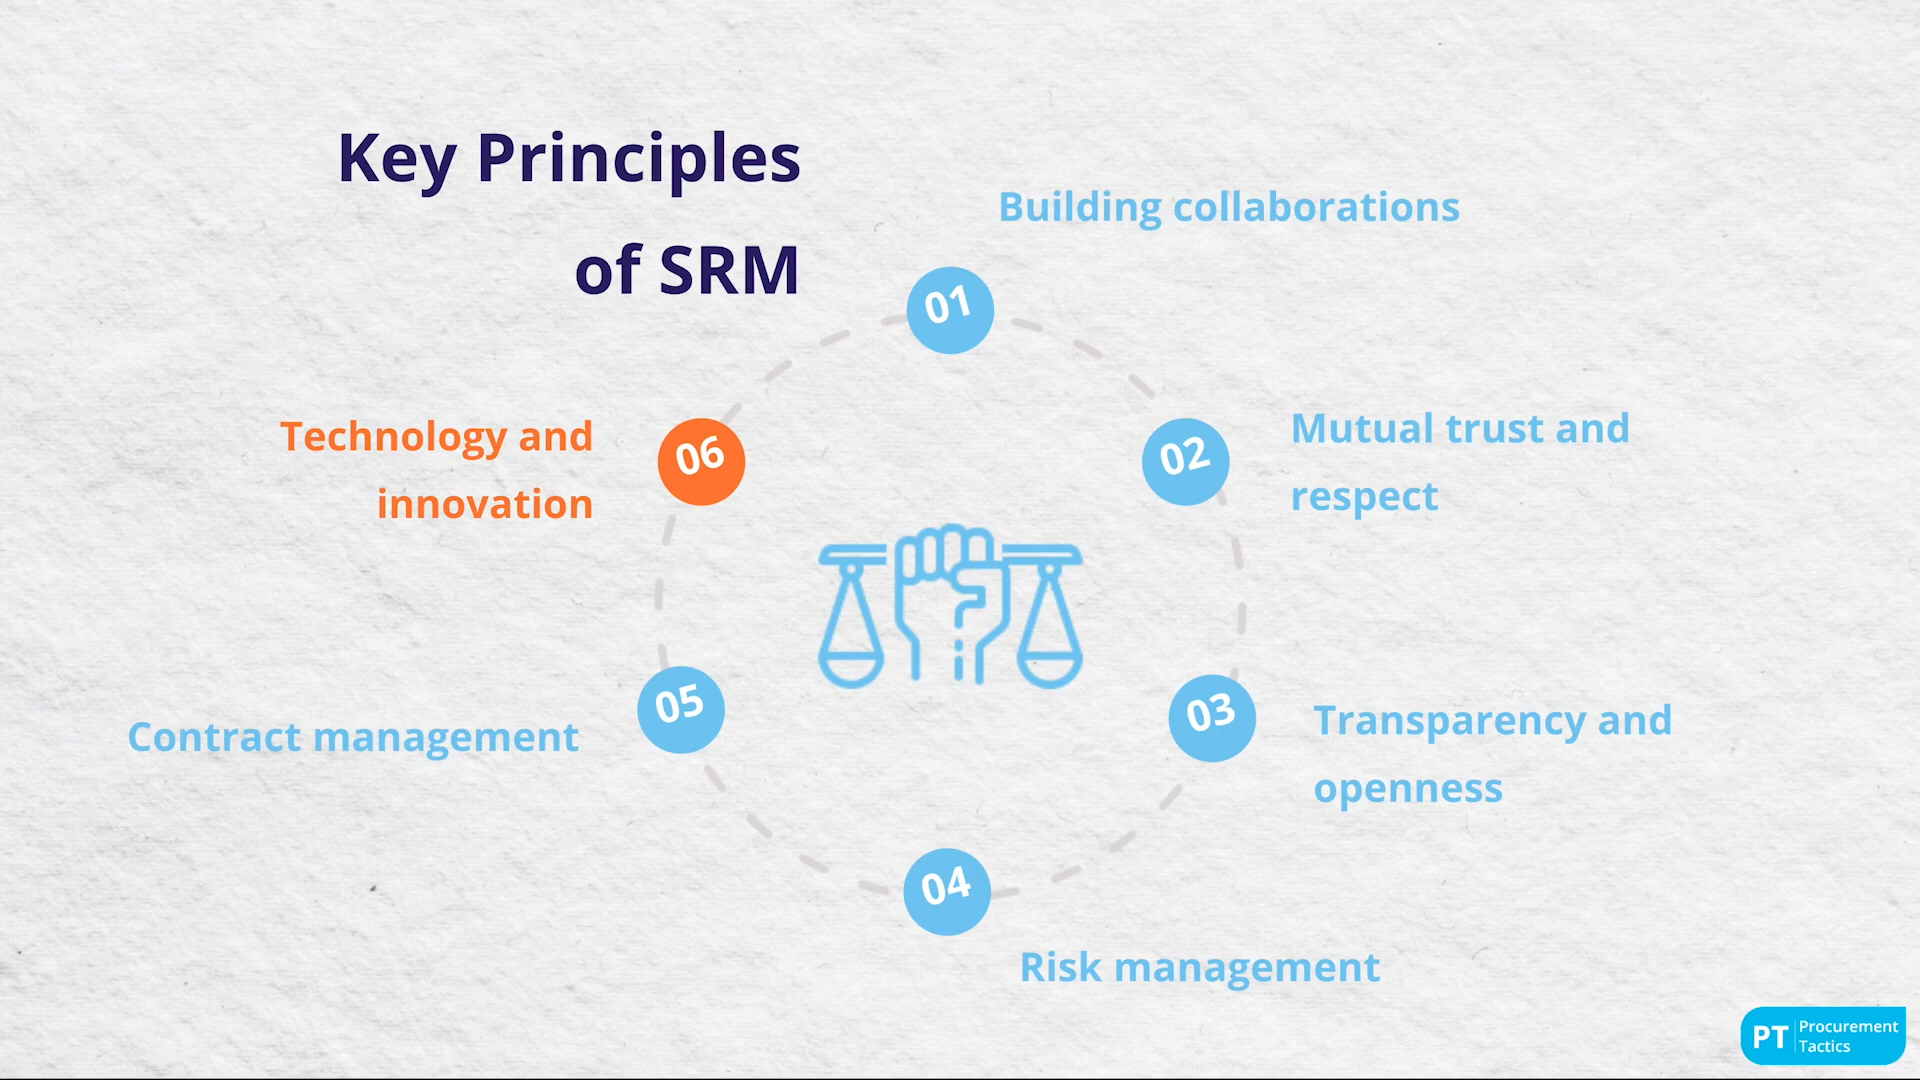 Key Principles
of SRM
01
Building collaborations
02
Mutual trust and
respect
03
Transparency and
openness
04
Risk management
05
Contract management
06
Technology and
innovation
PT
Procurement
Tactics